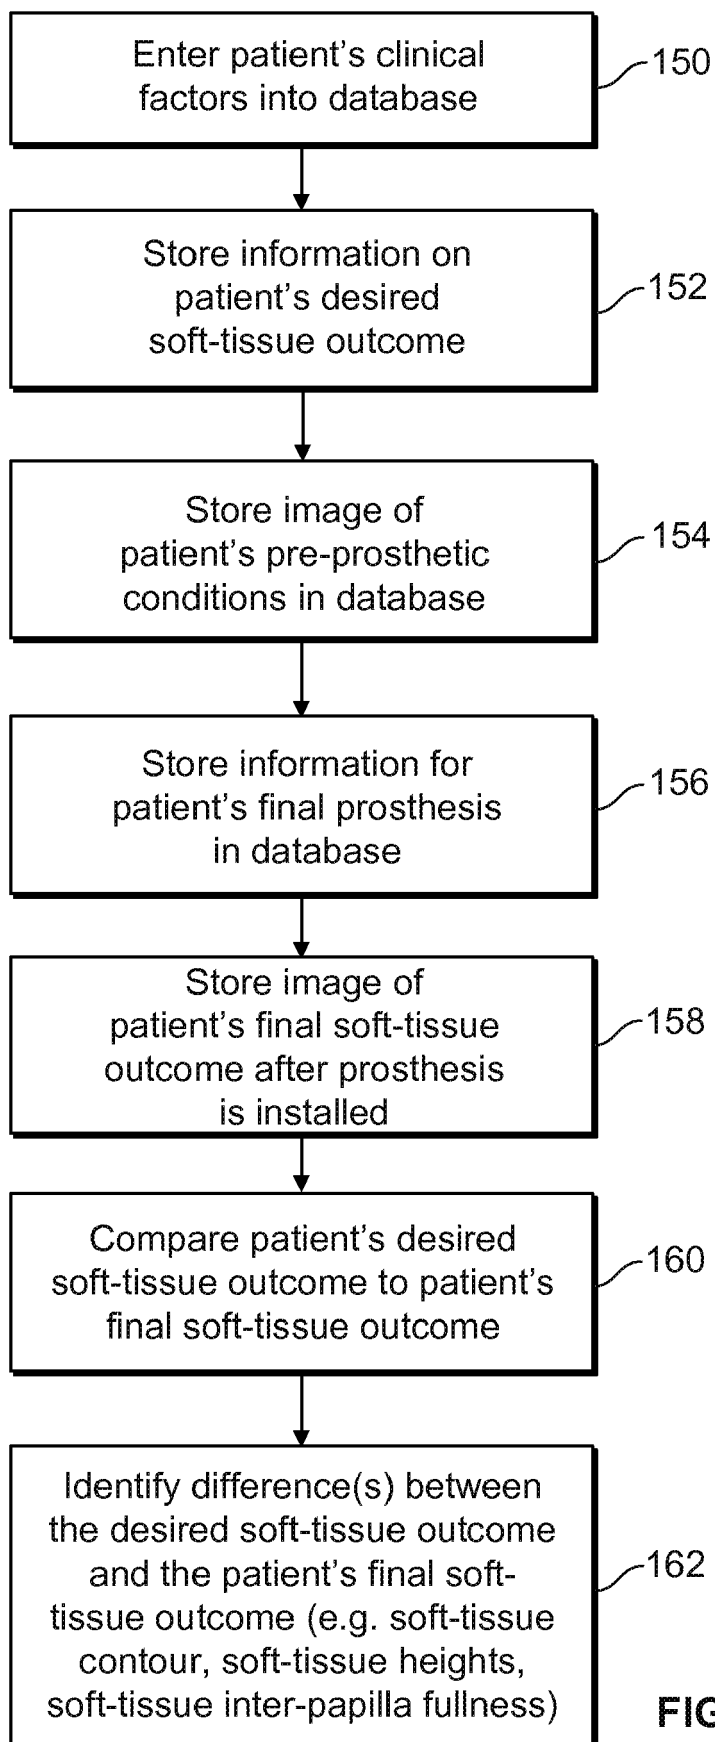 Enter patient's clinical
factors into database
150
Store information on
patient's desired
soft-tissue outcome
152
Store image of
patient's pre-prosthetic
conditions in database
154
Store information for
patient's final prosthesis
in database
156
Store image of
patient's final soft-tissue
outcome after prosthesis
is installed
158
Compare patient's desired
soft-tissue outcome to patient's
final soft-tissue outcome
160
Identify difference(s) between
the desired soft-tissue outcome
and the patient's final soft-
tissue outcome (e.g. soft-tissue
contour, soft-tissue heights,
soft-tissue inter-papilla fullness)
162